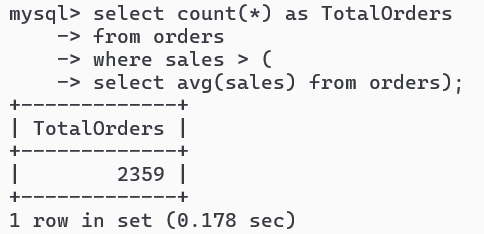 mysql> select count(*) as TotalOrders
    -> from orders
    -> where sales > (
    -> select avg(sales) from orders);
+-------------+
| TotalOrders |
+-------------+
|        2359 |
+-------------+
1 row in set (0.178 sec)